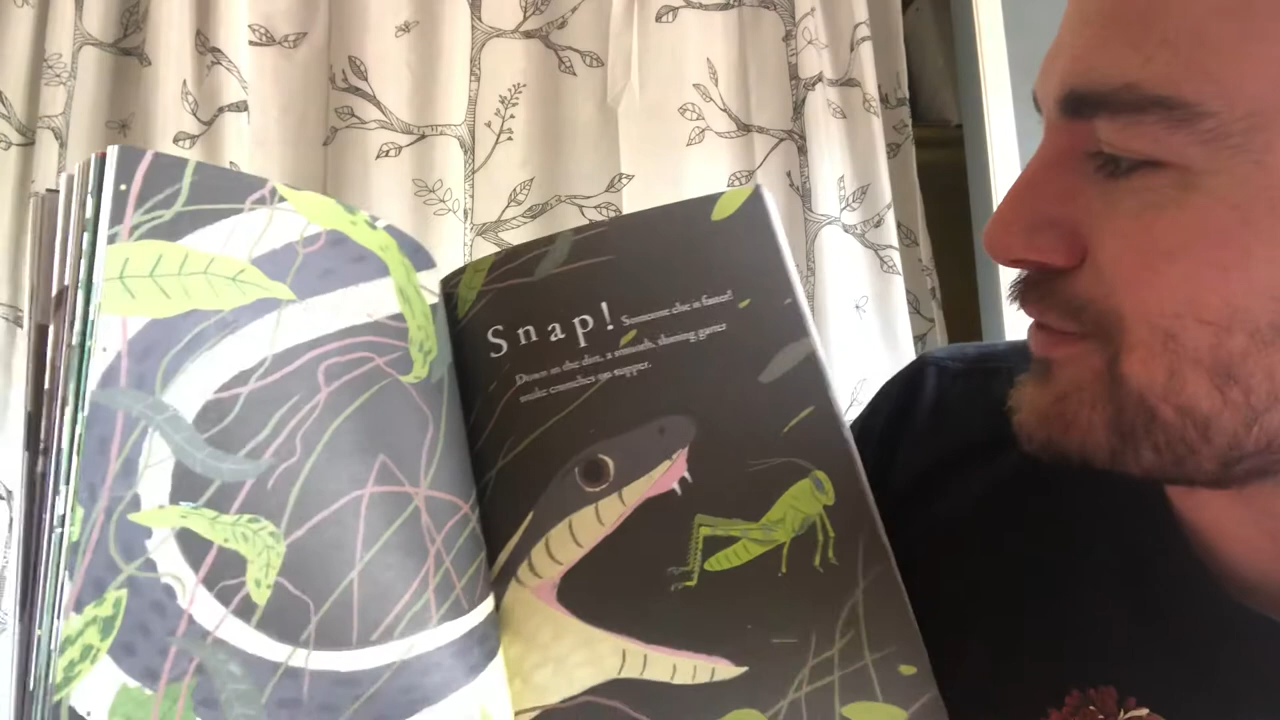 Snap! Someone else is faster!
Down in the dirt, a smooth, shining garter
snake crunches on supper.